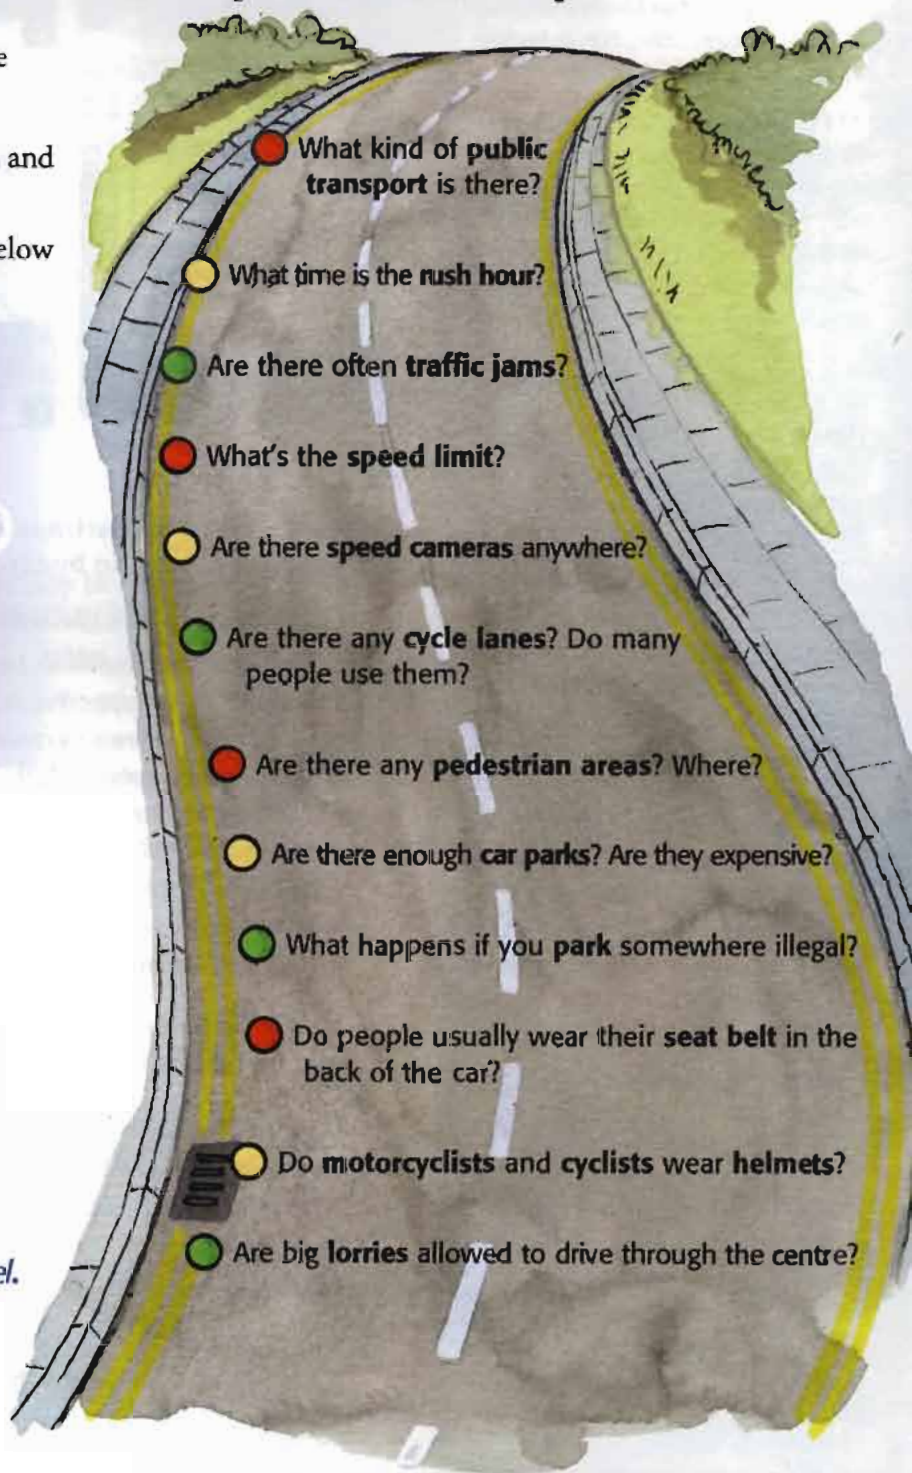 e
and
elow
What kind of public
transport is there?
What time is the rush hour?
Are there often traffic jams?
What's the speed limit?
Are there speed cameras anywhere?
Are there any cycle lanes? Do many
people use them?
Are there any pedestrian areas? Where?
Are there enough car parks? Are they expensive?
What happens if you park somewhere illegal?
Do people usually wear their seat belt in the
back of the car?
Do motorcyclists and cyclists wear helmets?
Are big lorries allowed to drive through the centre?
el.